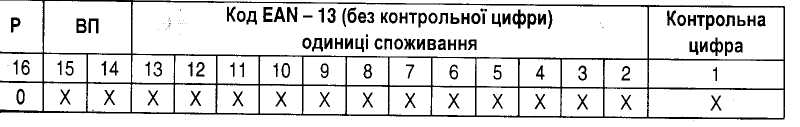 Р ВП Код EAN – 13 (без контрольної цифри) одиниці споживання Контрольна цифра
16 15 14 13 12 11 10 9 8 7 6 5 4 3 2 1
0 X X X X X X X X X X X X X X X